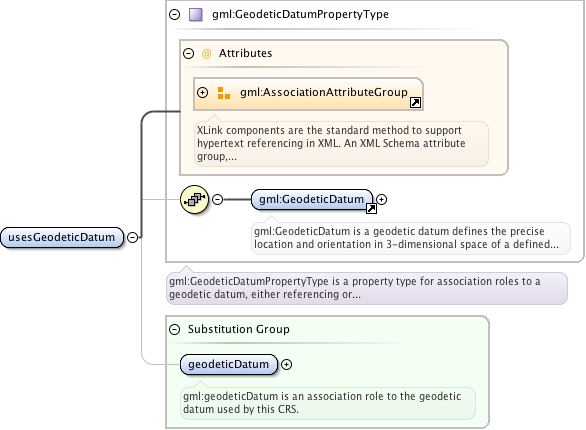 gml:GeodeticDatumPropertyType
@ Attributes
gml:AssociationAttributeGroup
XLink components are the standard method to support
hypertext referencing in XML. An XML Schema attribute
group,...
gml:GeodeticDatum
gml:GeodeticDatum is a geodetic datum defines the precise
location and orientation in 3-dimensional space of a defined...
usesGeodeticDatum
gml:GeodeticDatumPropertyType is a property type for association roles to a
geodetic datum, either referencing or...
Substitution Group
geodeticDatum
gml:geodeticDatum is an association role to the geodetic
datum used by this CRS.